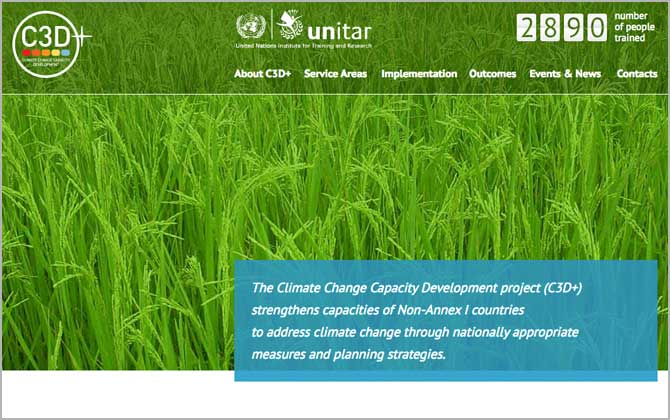 C3D+
CLIMATE CHANGE CAPACITY
DEVELOPMENT
unitar
United Nations Institute for Training and Research
2890
number
of people
trained
About C3D+ Service Areas Implementation Outcomes Events & News Contacts
The Climate Change Capacity Development project (C3D+)
strengthens capacities of Non-Annex I countries
to address climate change through nationally appropriate
measures and planning strategies.